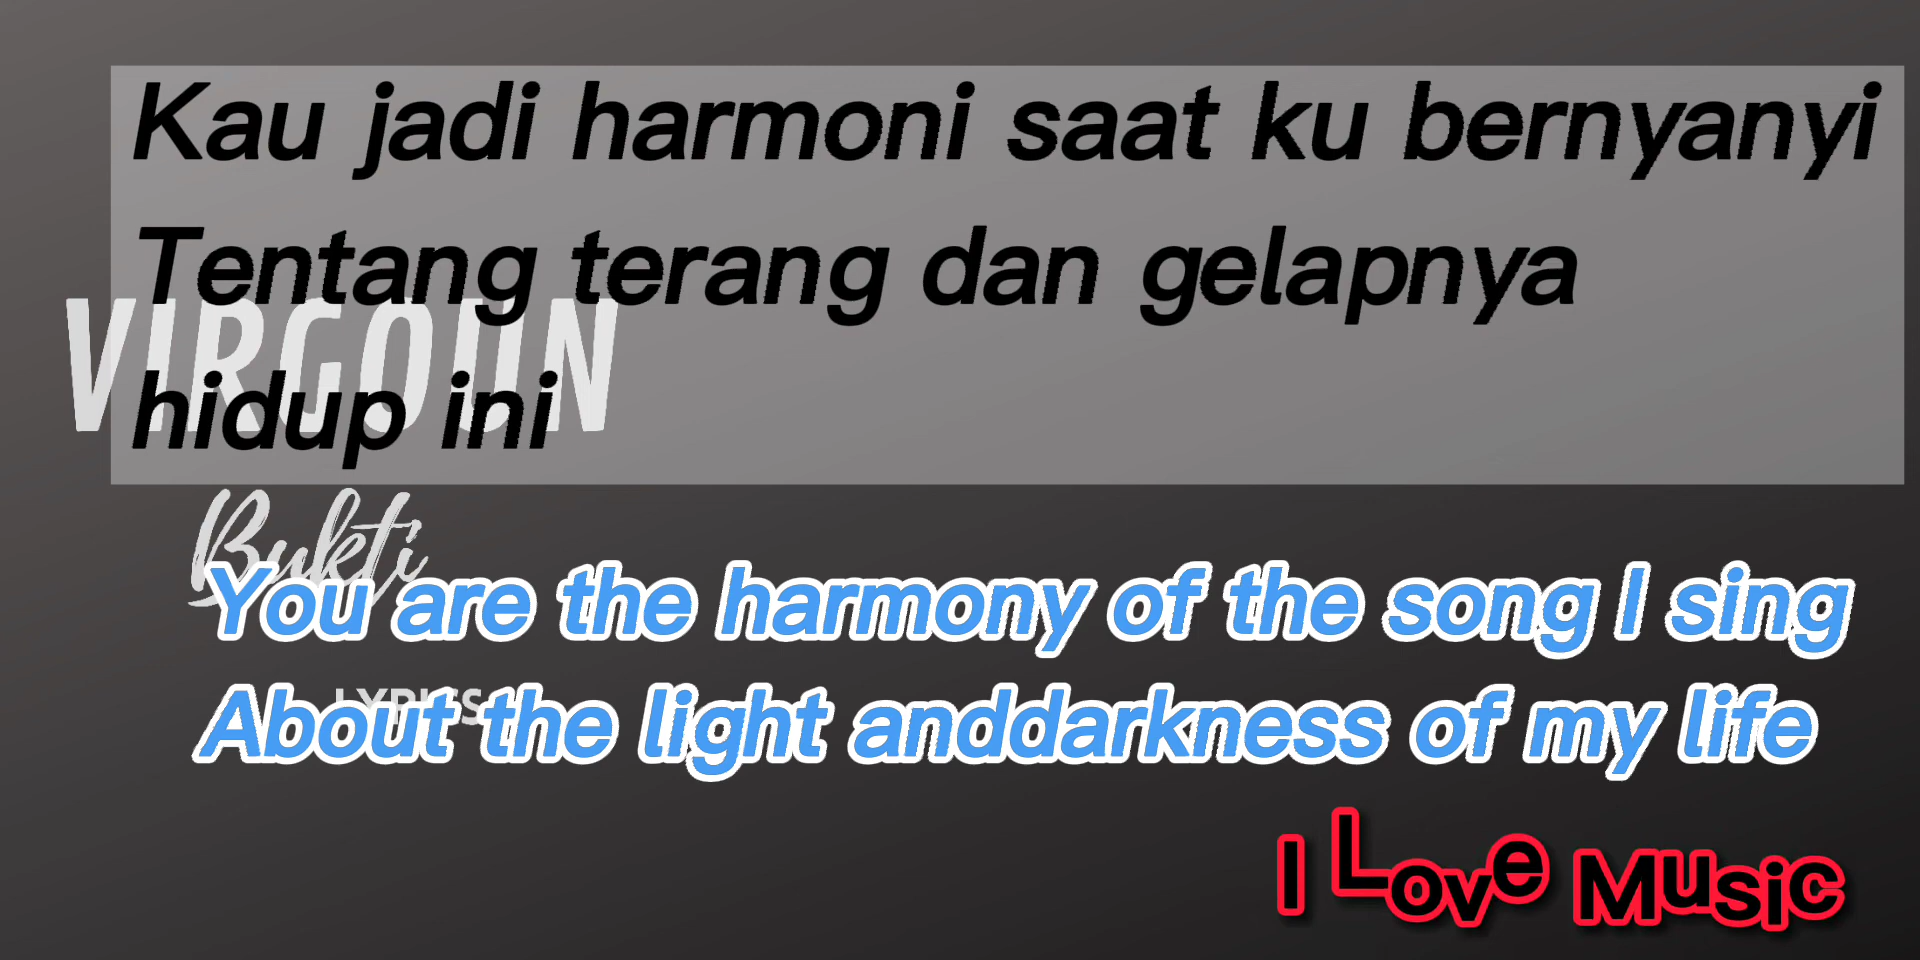 Kau jadi harmoni saat ku bernyanyi
Tentang terang dan gelapnya
hidup ini
VIRGOUN
Bukti
You are the harmony of the song I sing
About the light anddarkness of my life
LYRICS
I Love Music